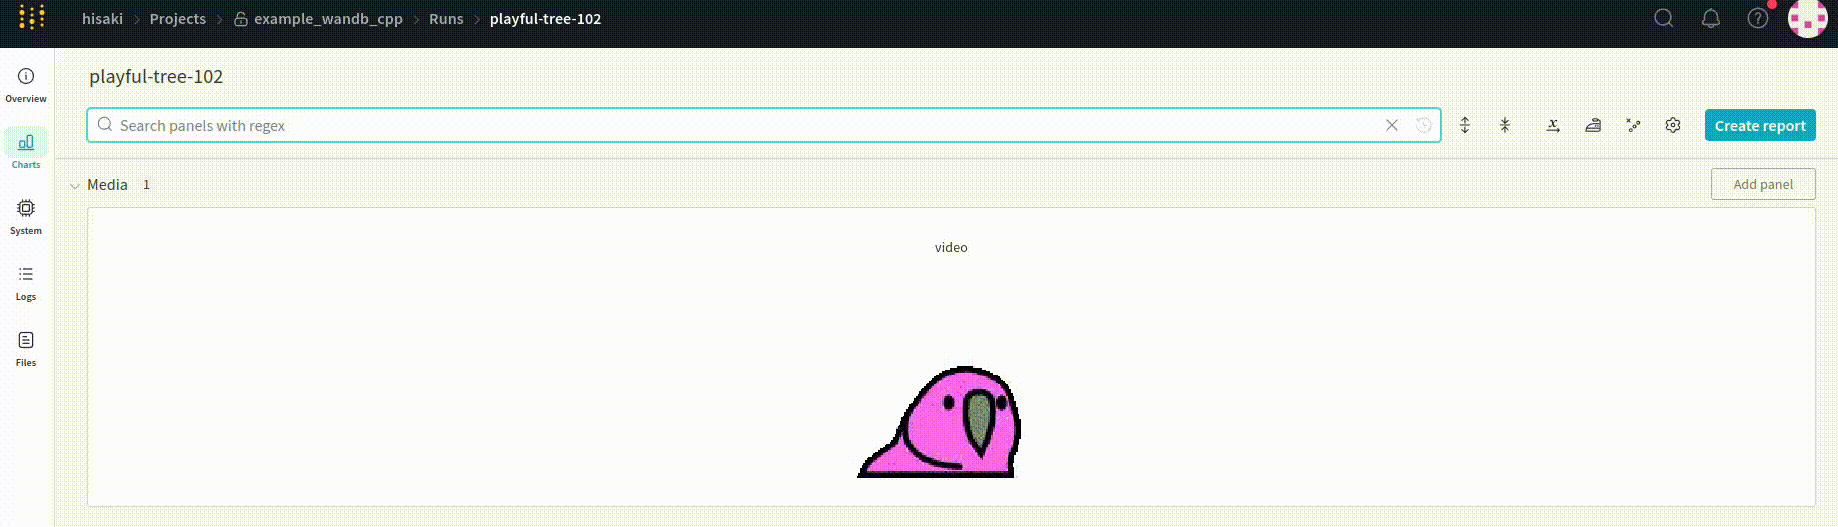 hisaki > Projects > example_wandb_cpp > Runs > playful-tree-102
playful-tree-102
Overview
Search panels with regex
Create report
Charts
Media 1
Add panel
System
video
Logs
Files